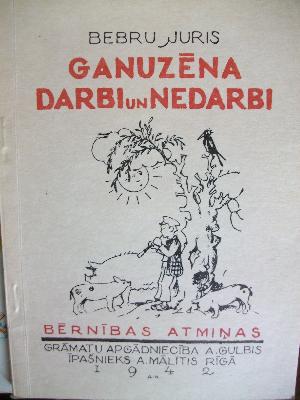 BEBRU JURIS
GANUZĒNA
DARBI UN NEDARBI
BĒRNĪBAS ATMIŅAS
GRĀMATU APGĀDNIECĪBA A. GULBIS
ĪPAŠNIEKS A. MĀLĪTIS RĪGĀ
1942